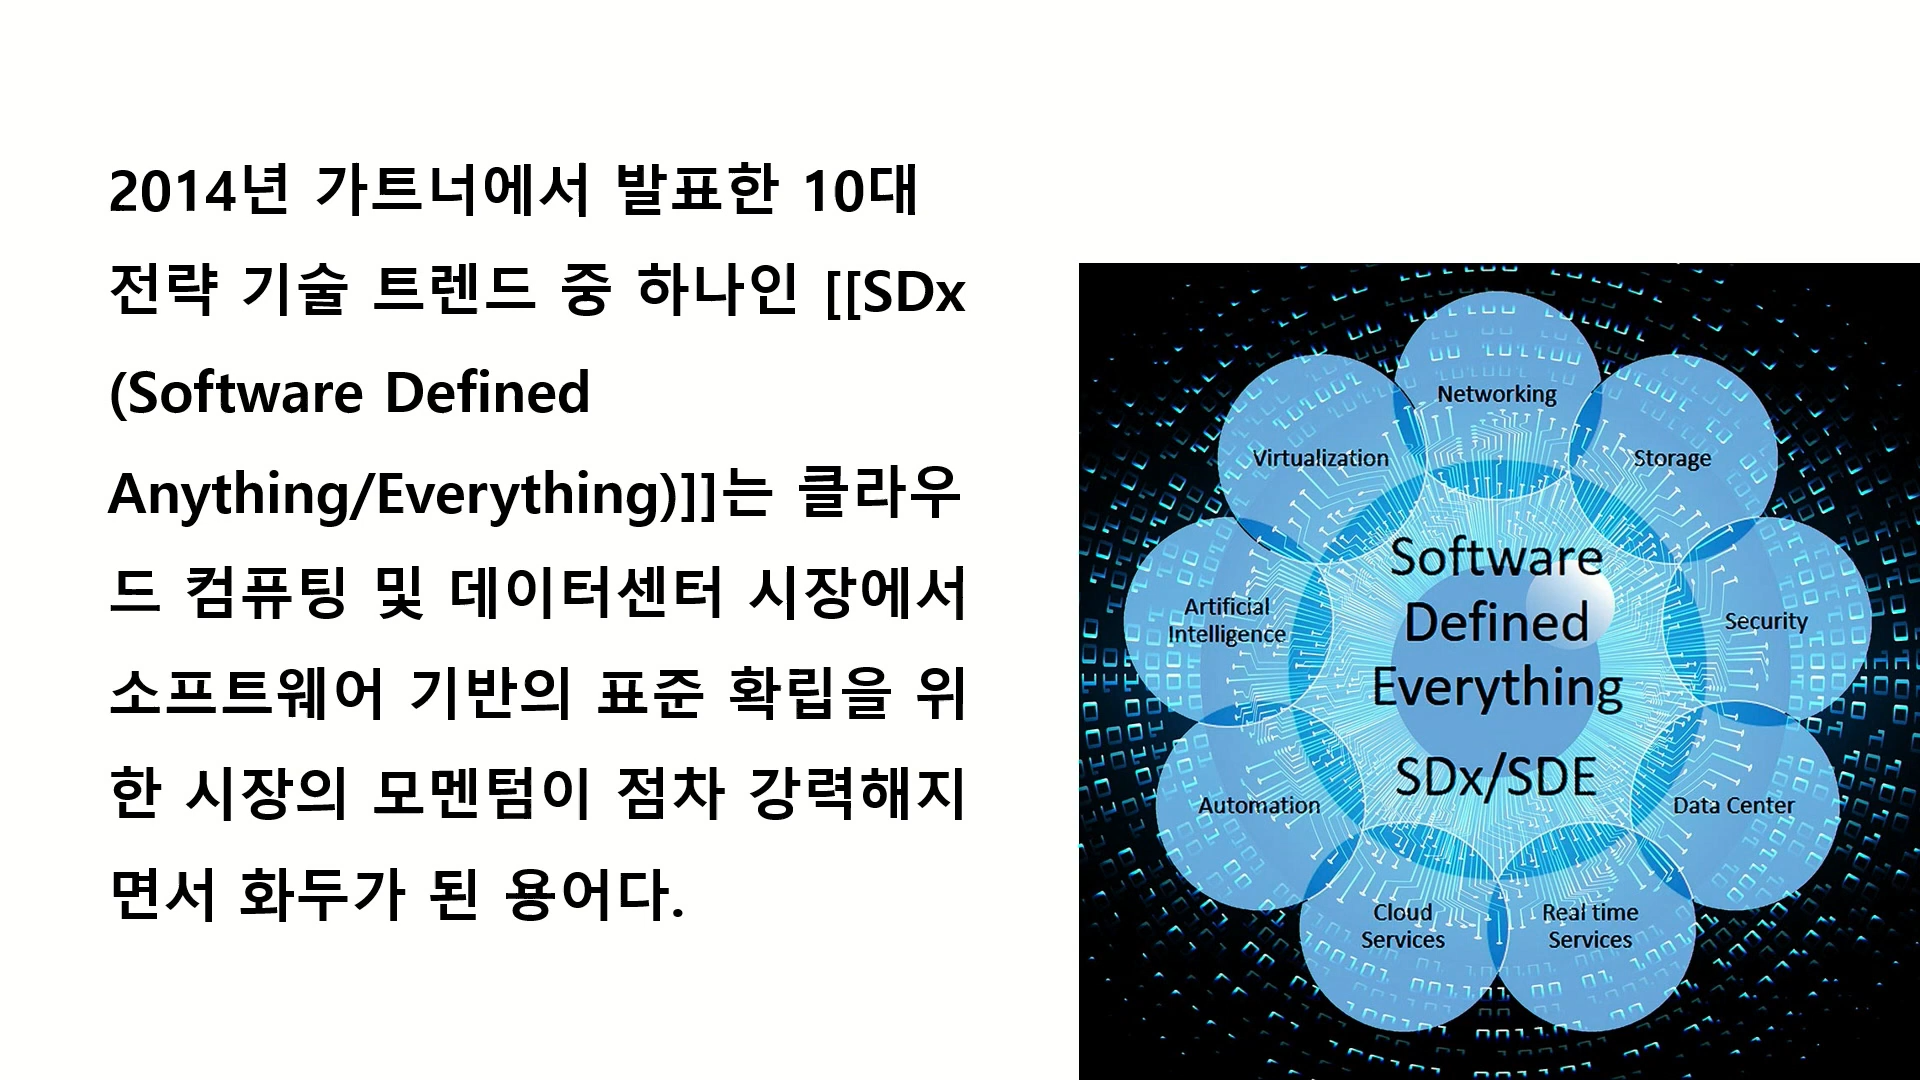 2014년 가트너에서 발표한 10대
전략 기술 트렌드 중 하나인 [[SDx
(Software Defined
Anything/Everything)]]는 클라우
드 컴퓨팅 및 데이터센터 시장에서
소프트웨어 기반의 표준 확립을 위
한 시장의 모멘텀이 점차 강력해지
면서 화두가 된 용어다.
Networking
Virtualization
Storage
Artificial
Intelligence
Security
Software
Defined
Everything
SDx/SDE
Automation
Data Center
Cloud
Services
Real time
Services